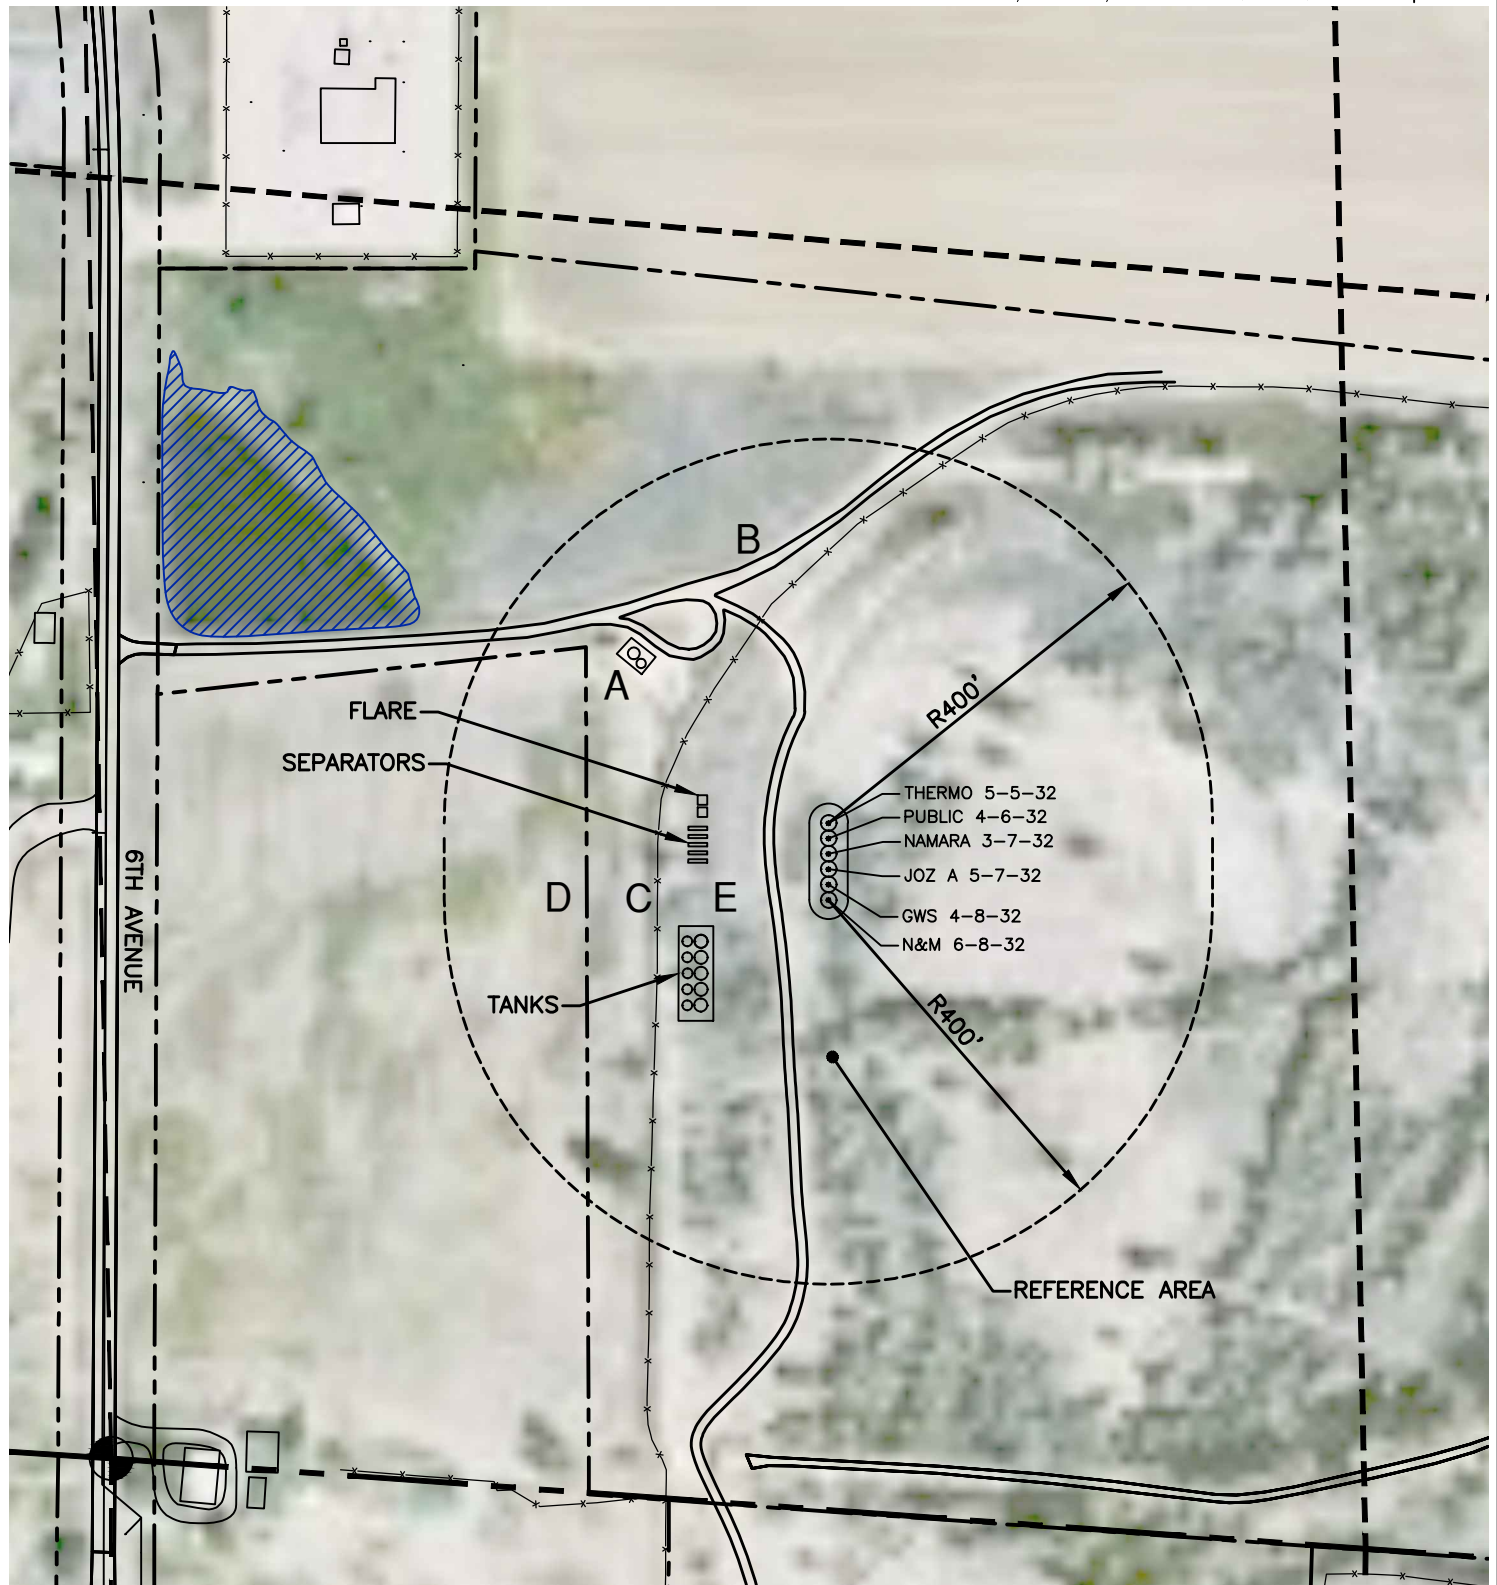 B
A
FLARE
SEPARATORS
R400'
THERMO 5-5-32
PUBLIC 4-6-32
NAMARA 3-7-32
JOZ A 5-7-32
GWS 4-8-32
N&M 6-8-32
D
C
E
6TH AVENUE
TANKS
R400'
REFERENCE AREA